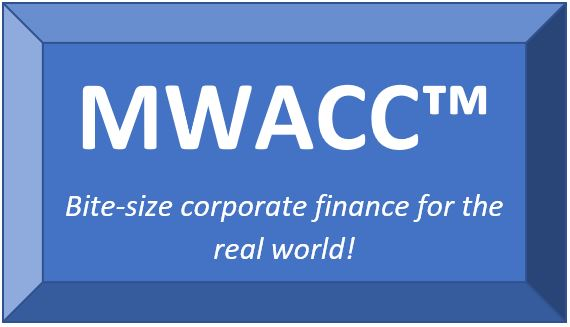 MWACC™
Bite-size corporate finance for the
real world!